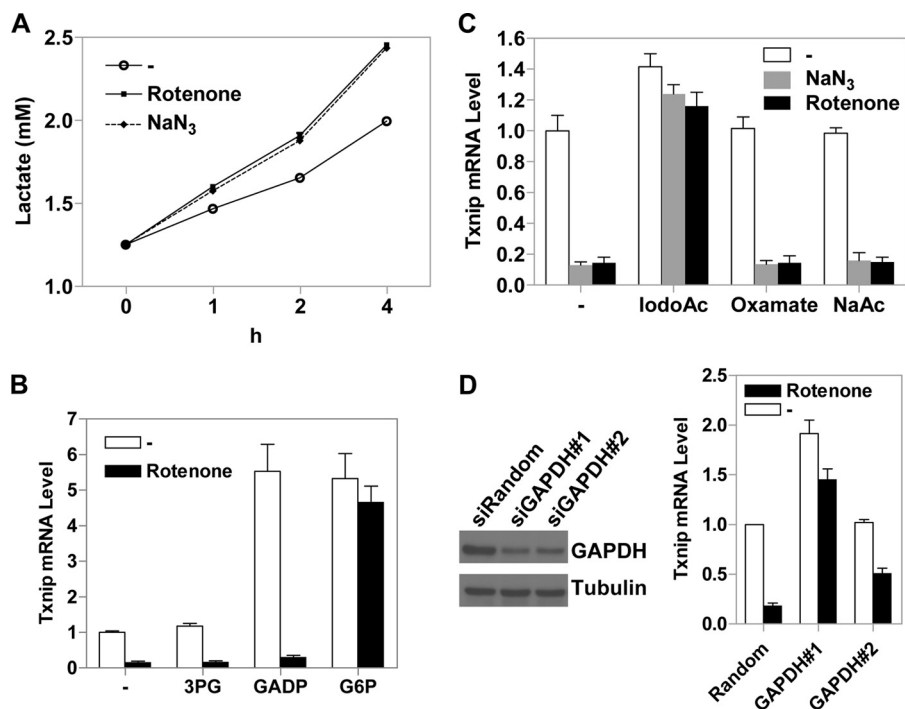 A
Lactate (mM)
2.5
2.0
1.5
1.0
-
Rotenone
NaN3
0
1
2
4
h
C
Txnip mRNA Level
1.6
1.4
1.2
1.0
0.8
0.6
0.4
0.2
0.0
-
NaN3
Rotenone
-
IodoAc
Oxamate
NaAc
B
Txnip mRNA Level
7
6
5
4
3
2
1
0
-
Rotenone
-
3PG
GADP
G6P
D
siRandom
siGAPDH#1
siGAPDH#2
GAPDH
Tubulin
Txnip mRNA Level
2.5
2.0
1.5
1.0
0.5
0.0
Rotenone
-
Random
GAPDH#1
GAPDH#2